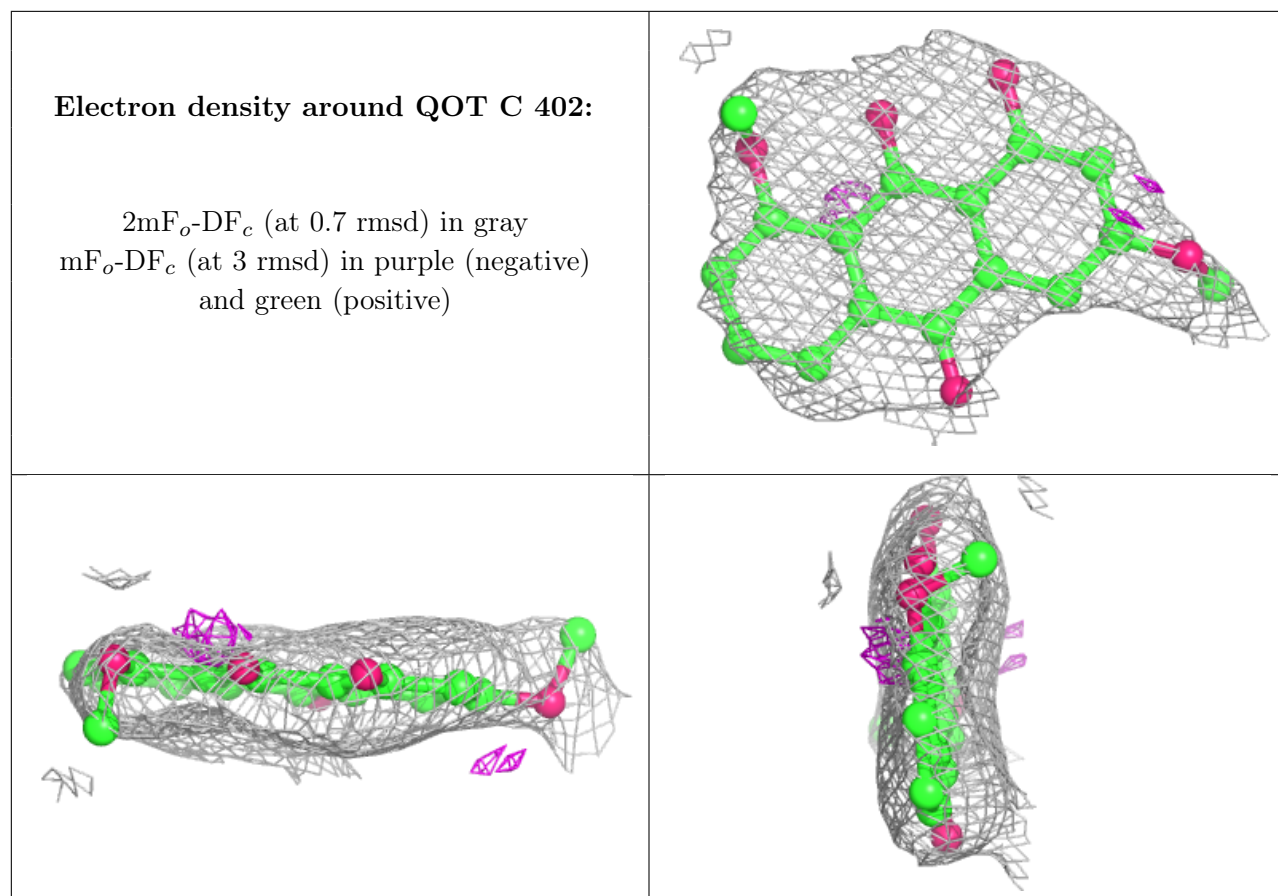 Electron density around QOT C 402:
2mFo-DFc (at 0.7 rmsd) in gray
mFo-DFc (at 3 rmsd) in purple (negative)
and green (positive)